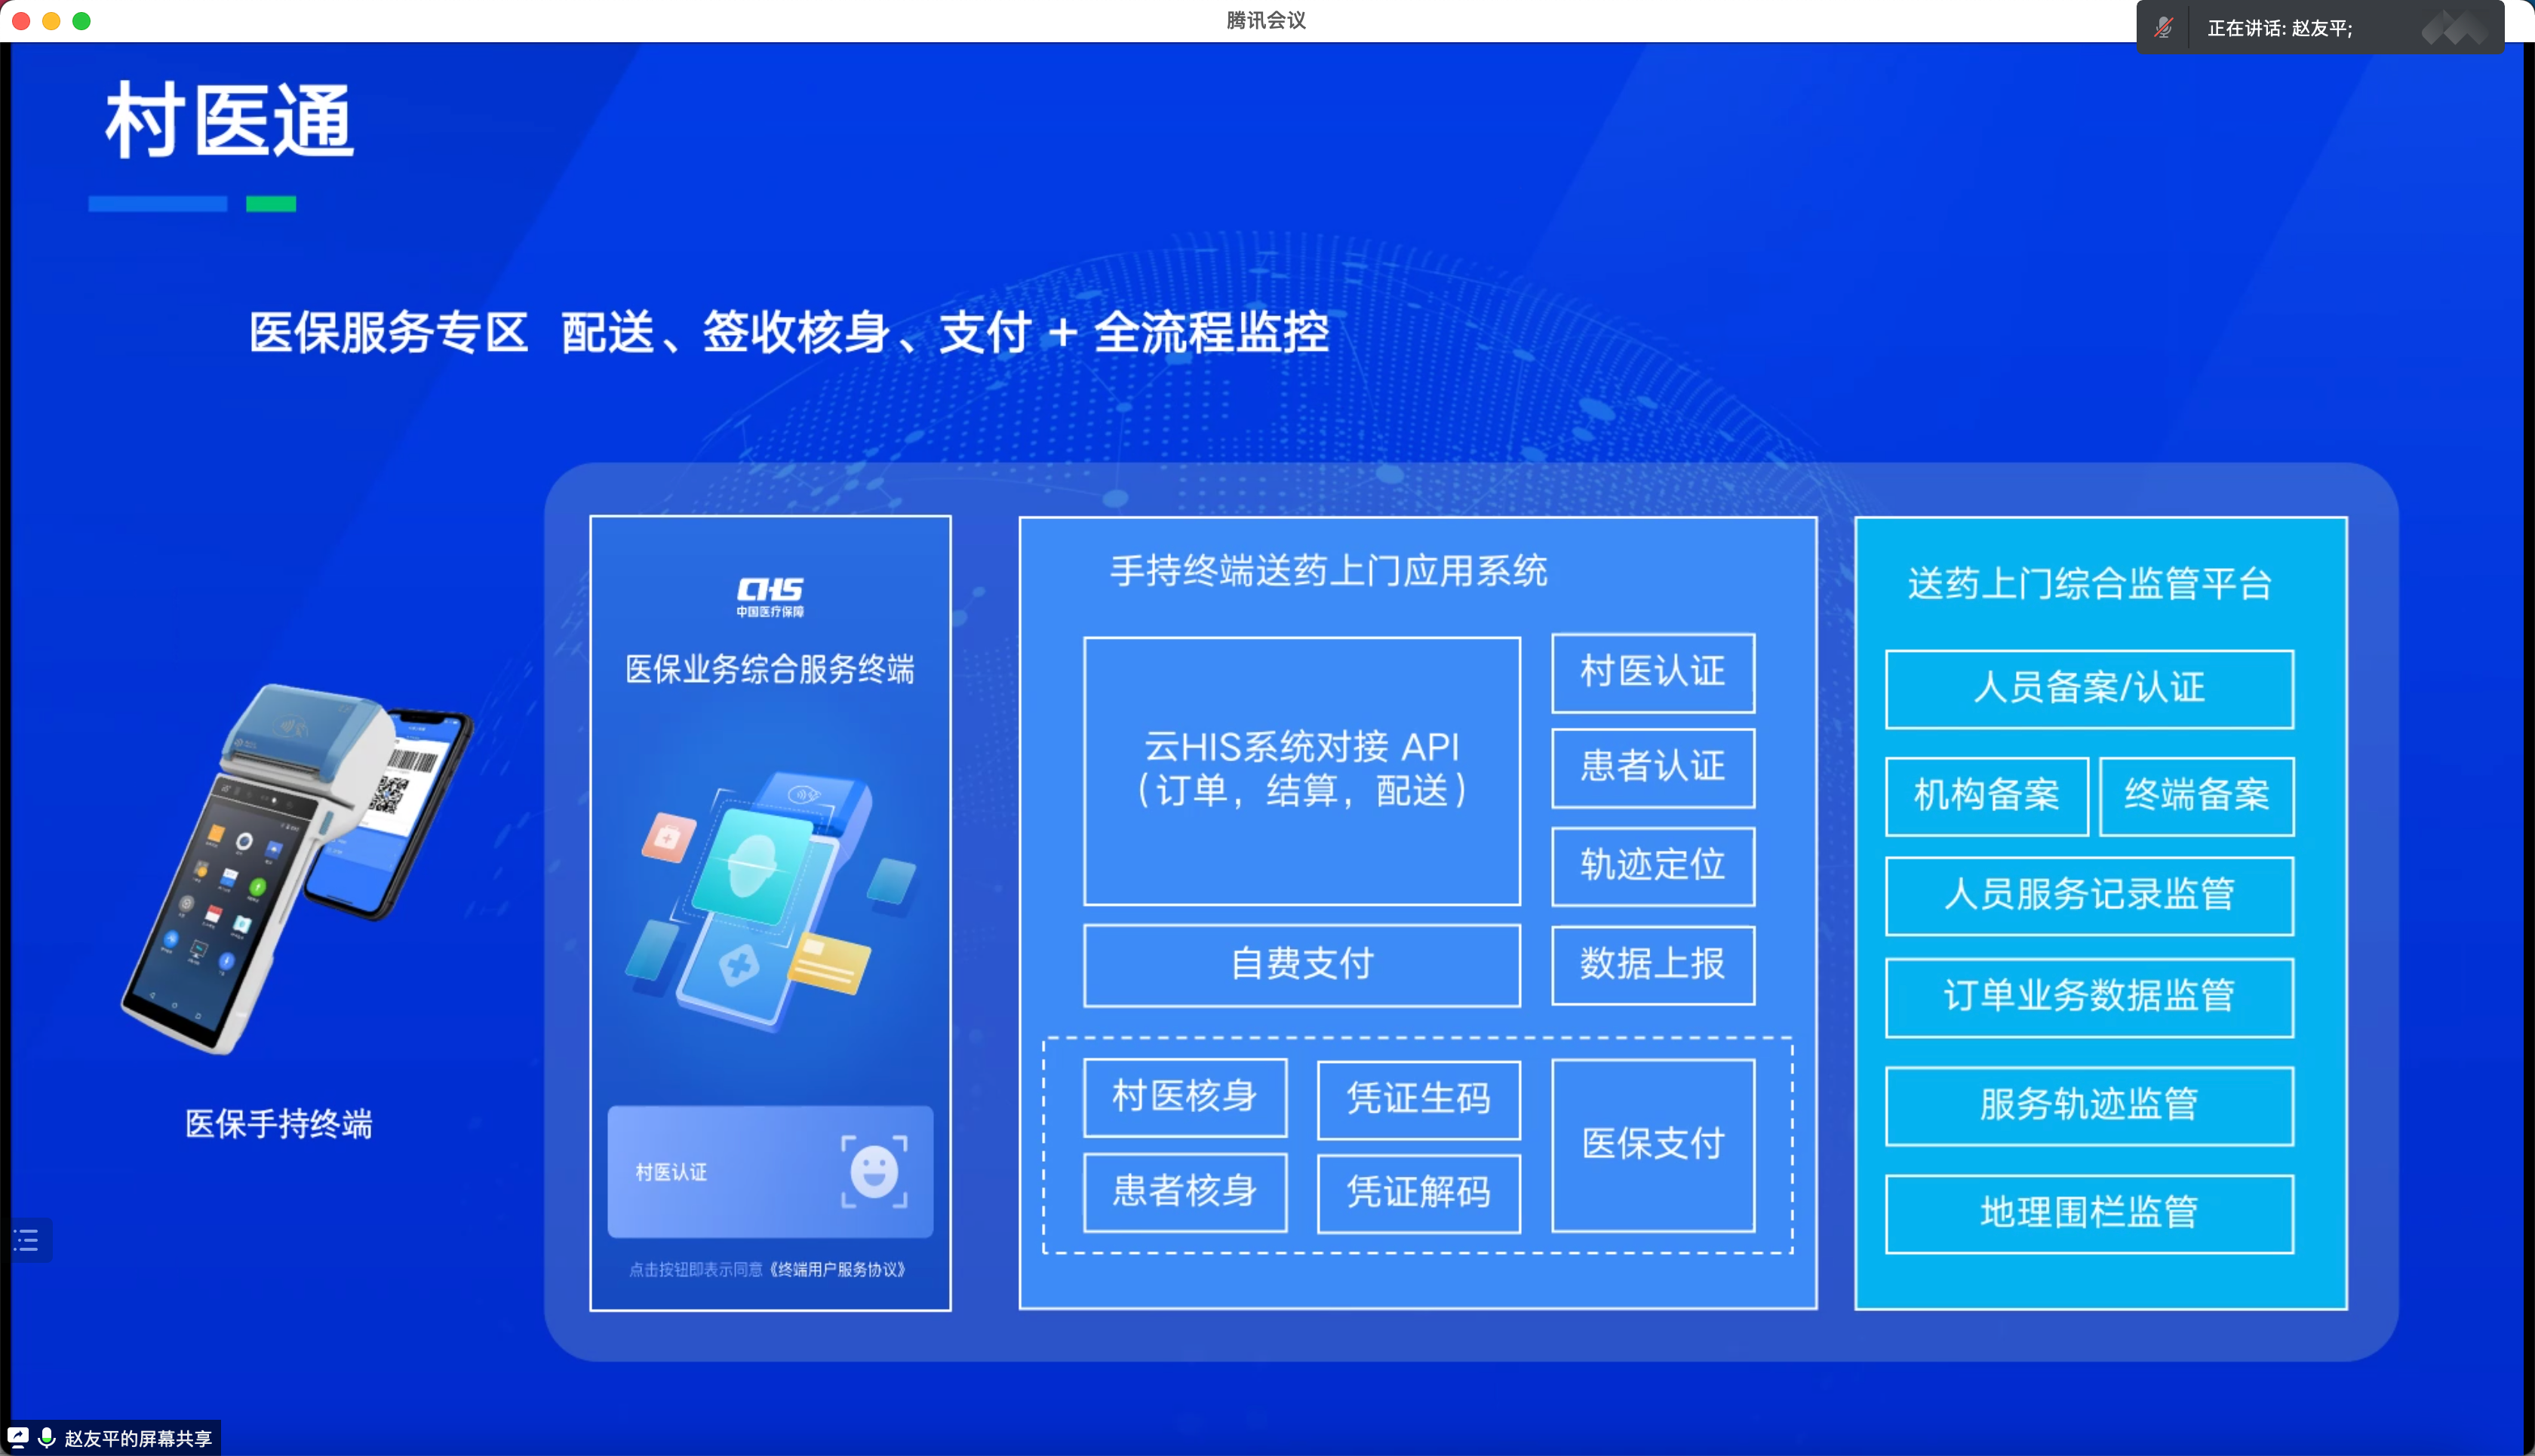 腾讯会议
正在讲话: 赵友平;
村医通
医保服务专区 配送、签收核身、支付 + 全流程监控
医保手持终端
CHS
中国医疗保障
医保业务综合服务终端
村医认证
点击按钮即表示同意《终端用户服务协议》
手持终端送药上门应用系统
云HIS系统对接 API
（订单，结算，配送）
村医认证
患者认证
轨迹定位
自费支付
数据上报
村医核身
凭证生码
医保支付
患者核身
凭证解码
送药上门综合监管平台
人员备案/认证
机构备案
终端备案
人员服务记录监管
订单业务数据监管
服务轨迹监管
地理围栏监管
赵友平的屏幕共享